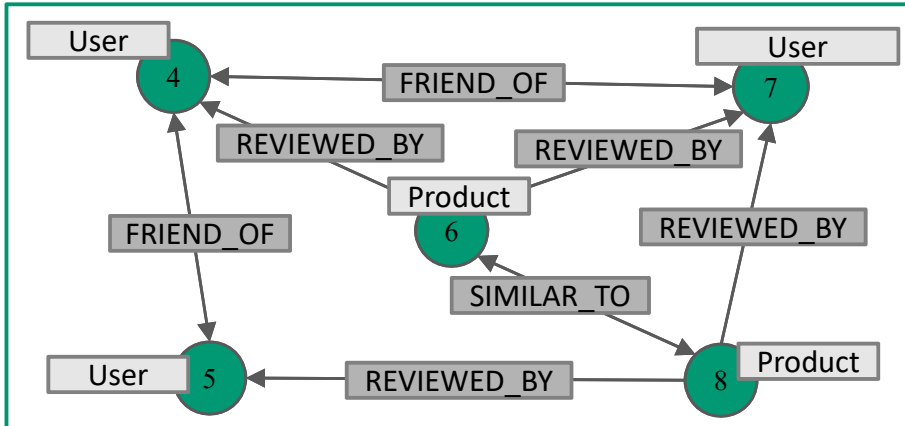 User
User
4
FRIEND_OF
7
REVIEWED_BY
REVIEWED_BY
Product
6
FRIEND_OF
REVIEWED_BY
SIMILAR_TO
User
5
REVIEWED_BY
8
Product